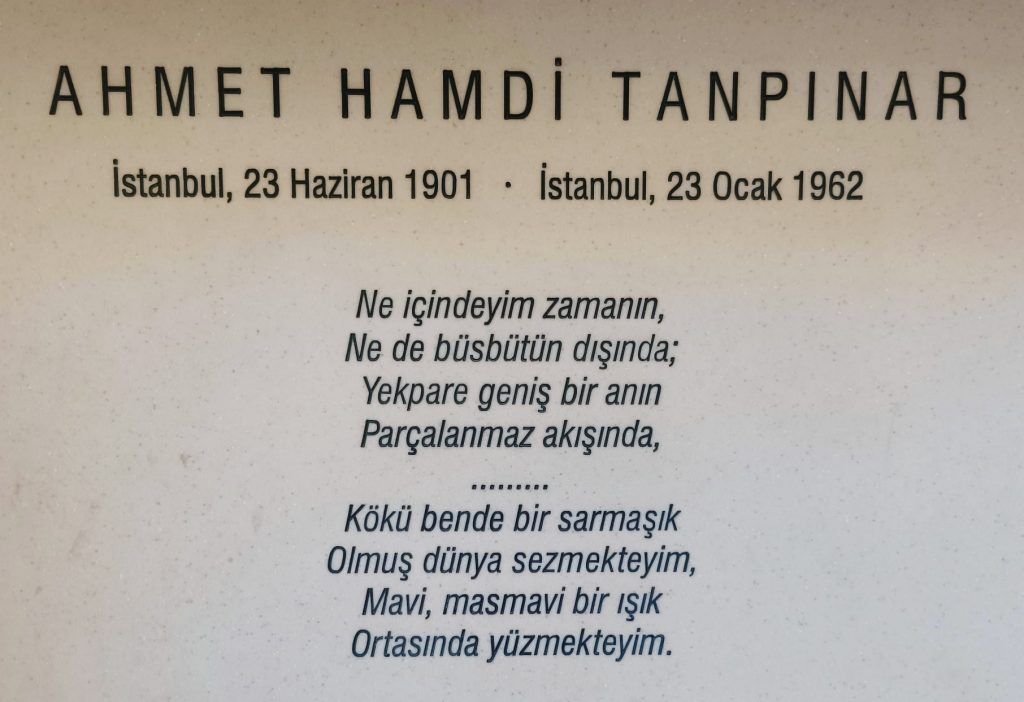 AHMET HAMDİ TANPINAR
İstanbul, 23 Haziran 1901 · İstanbul, 23 Ocak 1962
Ne içindeyim zamanın,
Ne de büsbütün dışında;
Yekpare geniş bir anın
Parçalanmaz akışında,
.........
Kökü bende bir sarmaşık
Olmuş dünya sezmekteyim,
Mavi, masmavi bir ışık
Ortasında yüzmekteyim.